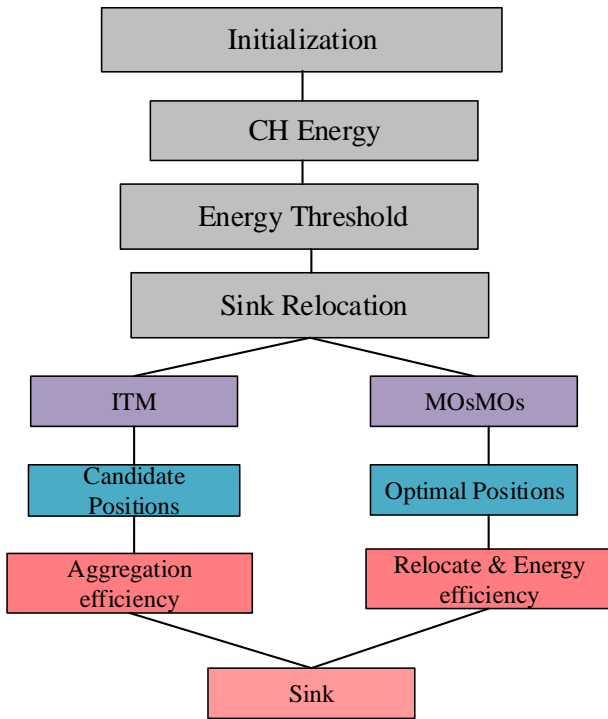 Initialization
CH Energy
Energy Threshold
Sink Relocation
ITM
MOsMOs
Candidate
Positions
Optimal Positions
Aggregation
efficiency
Relocate & Energy
efficiency
Sink